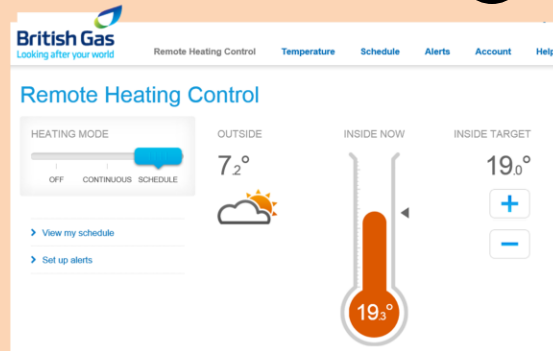 British Gas
Looking after your world
Remote Heating Control Temperature Schedule Alerts Account Help
Remote Heating Control
HEATING MODE
OFF CONTINUOUS SCHEDULE
OUTSIDE
7.2°
INSIDE NOW
19.3°
INSIDE TARGET
19.0°
+
−
> View my schedule
> Set up alerts